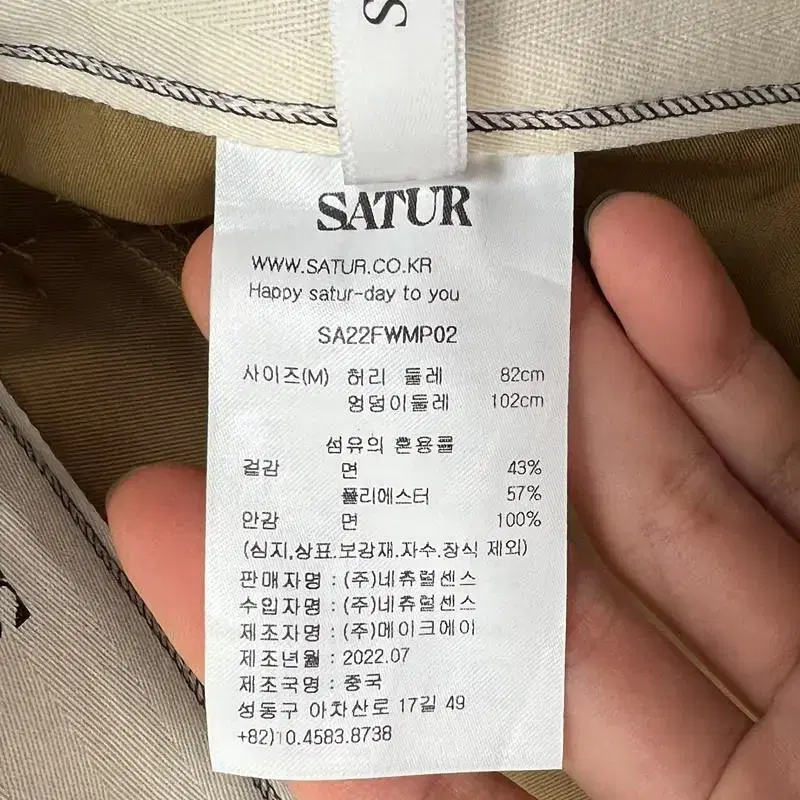 S
SATUR
WWW.SATUR.CO.KR
Happy satur-day to you
SA22FWMP02
사이즈(M) 허리 둘레 82cm
엉덩이둘레 102cm
섬유의 혼용률
겉감 면 43%
폴리에스터 57%
안감 면 100%
(심지,상표.보강재.자수.장식 제외)
판매자명 : (주)네츄럴센스
수입자명 : (주)네츄럴센스
제조자명 : (주)메이크에이
제조년월 : 2022.07
제조국명 : 중국
성동구 아차산로 17길 49
+82)10.4583.8738